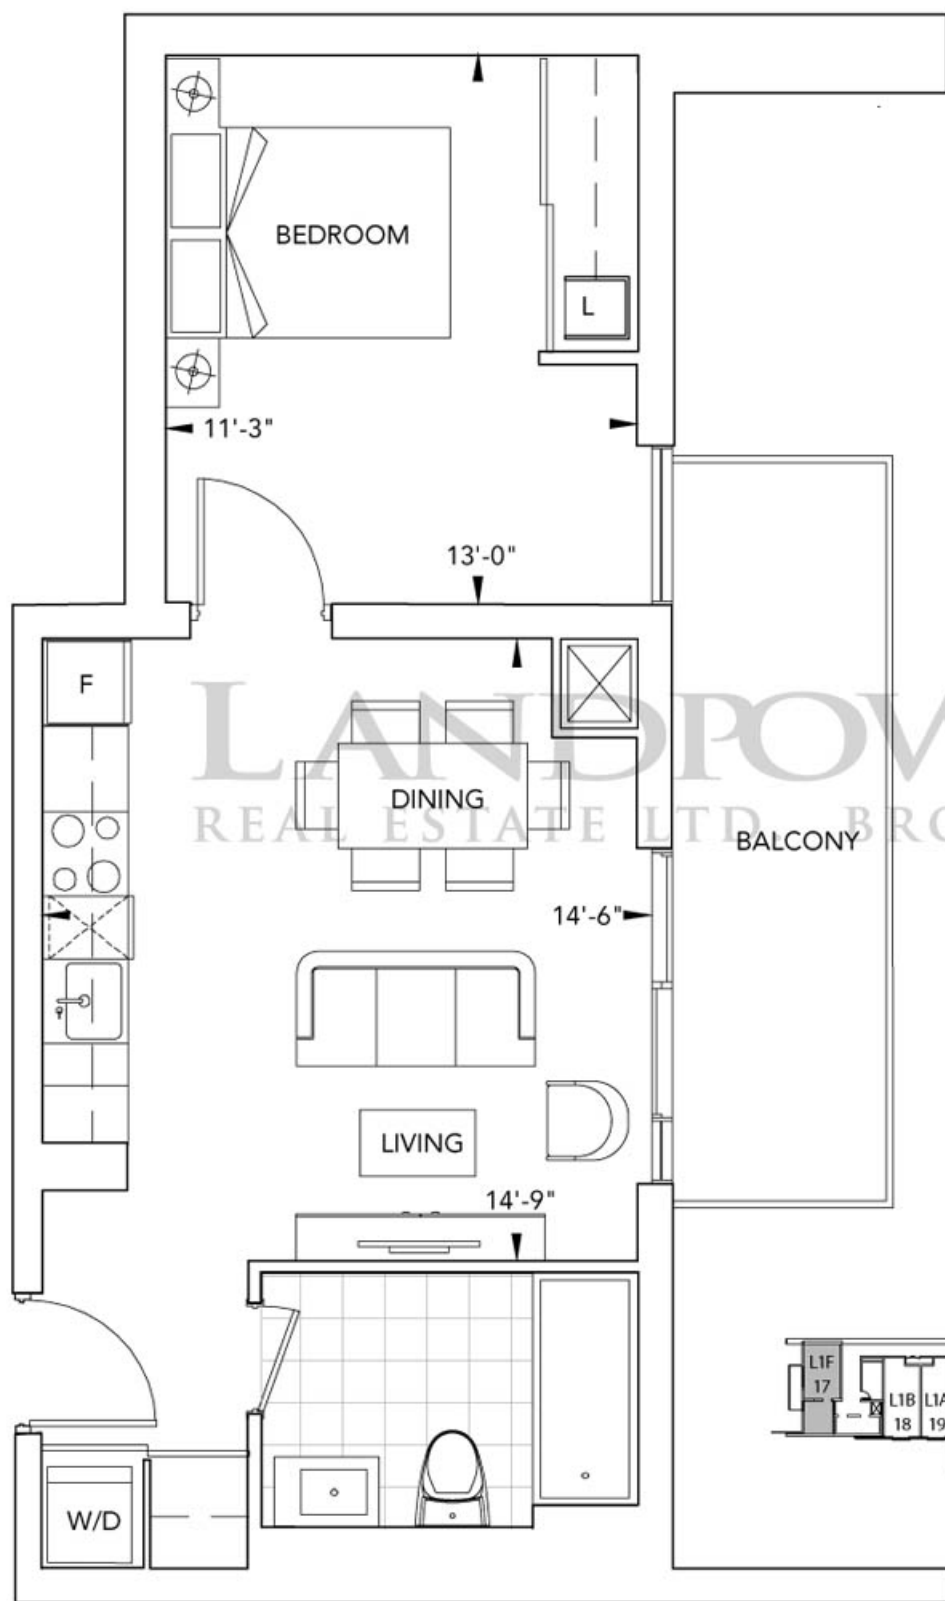 BEDROOM
L
11'-3"
13'-0"
F
LANDPOW
REAL ESTATE LTD. BRO
DINING
BALCONY
14'-6"
LIVING
14'-9"
L1F
17
L1B
18
L1A
19
W/D